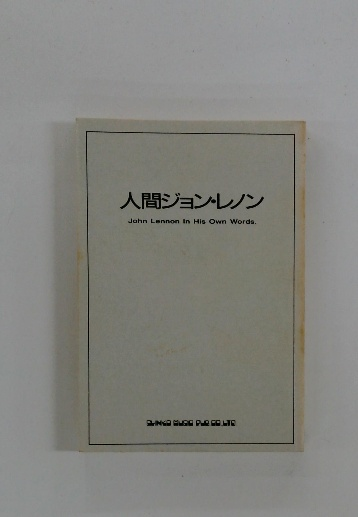 人間ジョン・レノン
John Lennon In His Own Words.
SHINKO MUSIC PUB CO LTD